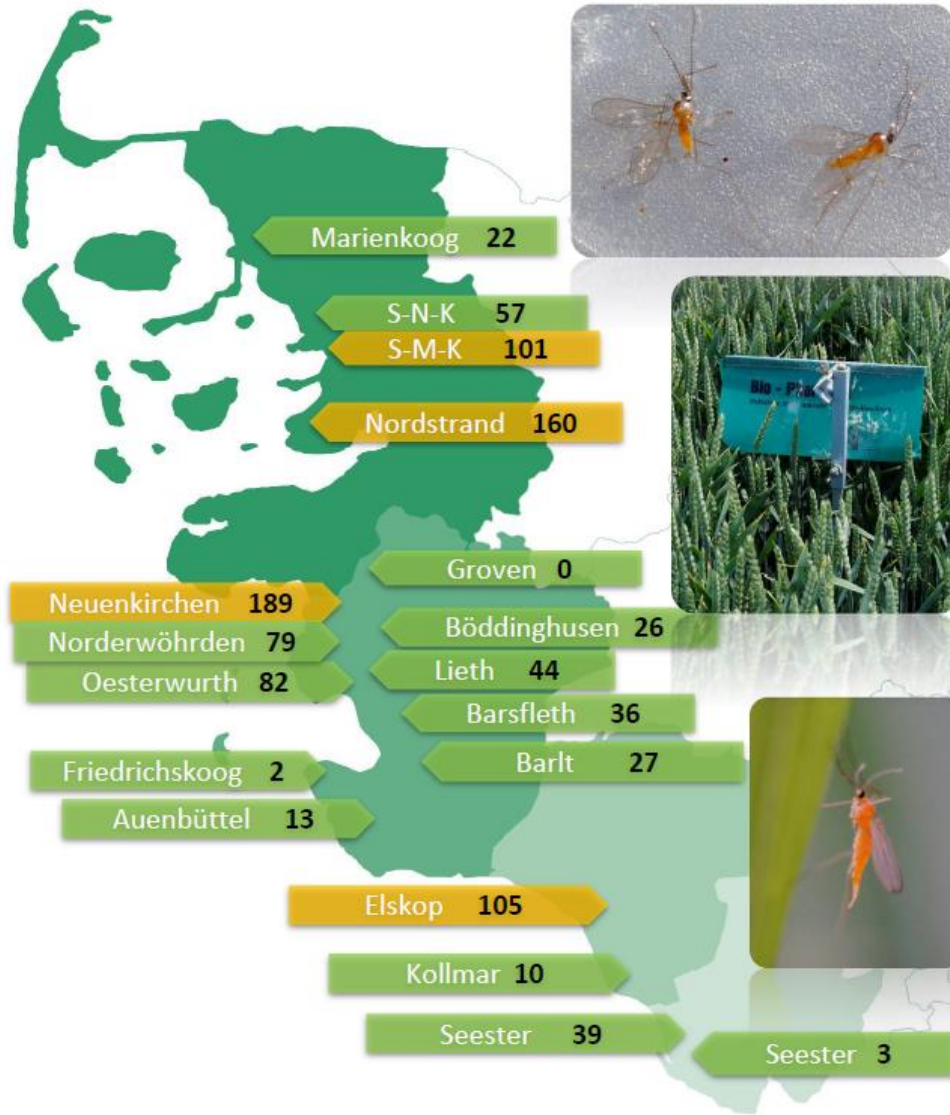 Marienkoog 22
S-N-K 57
S-M-K 101
Nordstrand 160
Groven 0
Neuenkirchen 189
Böddinghusen 26
Norderwöhrden 79
Lieth 44
Oesterwurth 82
Barsfleth 36
Friedrichskoog 2
Barlt 27
Auenbüttel 13
Elskop 105
Kollmar 10
Seester 39
Seester 3
Bio -